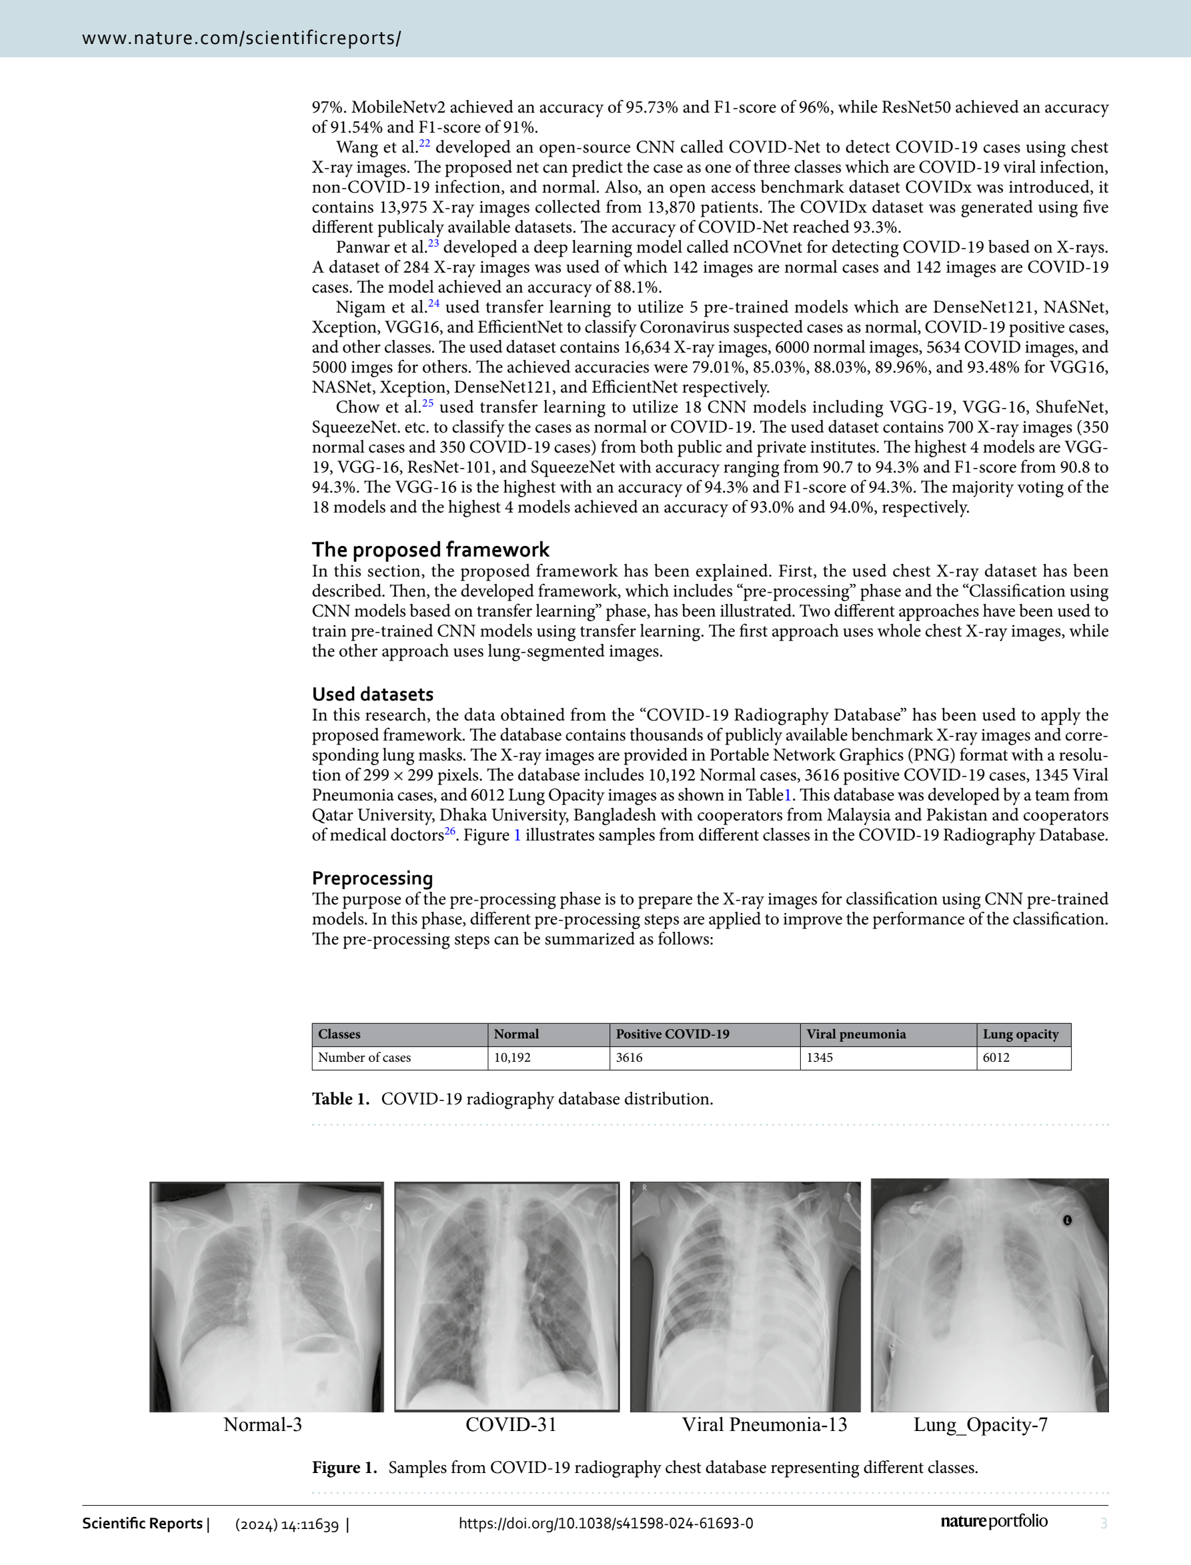 www.nature.com/scientificreports/
97%. MobileNetv2 achieved an accuracy of 95.73% and F1-score of 96%, while ResNet50 achieved an accuracy
of 91.54% and F1-score of 91%.
Wang et al.22 developed an open-source CNN called COVID-Net to detect COVID-19 cases using chest
X-ray images. The proposed net can predict the case as one of three classes which are COVID-19 viral infection,
non-COVID-19 infection, and normal. Also, an open access benchmark dataset COVIDx was introduced, it
contains 13,975 X-ray images collected from 13,870 patients. The COVIDx dataset was generated using five
different publicaly available datasets. The accuracy of COVID-Net reached 93.3%.
Panwar et al.23 developed a deep learning model called nCOVnet for detecting COVID-19 based on X-rays.
A dataset of 284 X-ray images was used of which 142 images are normal cases and 142 images are COVID-19
cases. The model achieved an accuracy of 88.1%.
Nigam et al.24 used transfer learning to utilize 5 pre-trained models which are DenseNet121, NASNet,
Xception, VGG16, and EfficientNet to classify Coronavirus suspected cases as normal, COVID-19 positive cases,
and other classes. The used dataset contains 16,634 X-ray images, 6000 normal images, 5634 COVID images, and
5000 imges for others. The achieved accuracies were 79.01%, 85.03%, 88.03%, 89.96%, and 93.48% for VGG16,
NASNet, Xception, DenseNet121, and EfficientNet respectively.
Chow et al.25 used transfer learning to utilize 18 CNN models including VGG-19, VGG-16, ShufeNet,
SqueezeNet. etc. to classify the cases as normal or COVID-19. The used dataset contains 700 X-ray images (350
normal cases and 350 COVID-19 cases) from both public and private institutes. The highest 4 models are VGG-
19, VGG-16, ResNet-101, and SqueezeNet with accuracy ranging from 90.7 to 94.3% and F1-score from 90.8 to
94.3%. The VGG-16 is the highest with an accuracy of 94.3% and F1-score of 94.3%. The majority voting of the
18 models and the highest 4 models achieved an accuracy of 93.0% and 94.0%, respectively.
The proposed framework
In this section, the proposed framework has been explained. First, the used chest X-ray dataset has been
described. Then, the developed framework, which includes “pre-processing” phase and the “Classification using
CNN models based on transfer learning” phase, has been illustrated. Two different approaches have been used to
train pre-trained CNN models using transfer learning. The first approach uses whole chest X-ray images, while
the other approach uses lung-segmented images.
Used datasets
In this research, the data obtained from the “COVID-19 Radiography Database” has been used to apply the
proposed framework. The database contains thousands of publicly available benchmark X-ray images and corre-
sponding lung masks. The X-ray images are provided in Portable Network Graphics (PNG) format with a resolu-
tion of 299 × 299 pixels. The database includes 10,192 Normal cases, 3616 positive COVID-19 cases, 1345 Viral
Pneumonia cases, and 6012 Lung Opacity images as shown in Table1. This database was developed by a team from
Qatar University, Dhaka University, Bangladesh with cooperators from Malaysia and Pakistan and cooperators
of medical doctors26. Figure 1 illustrates samples from different classes in the COVID-19 Radiography Database.
Preprocessing
The purpose of the pre-processing phase is to prepare the X-ray images for classification using CNN pre-trained
models. In this phase, different pre-processing steps are applied to improve the performance of the classification.
The pre-processing steps can be summarized as follows:
Classes Normal Positive COVID-19 Viral pneumonia Lung opacity
Number of cases 10,192 3616 1345 6012
Table 1. COVID-19 radiography database distribution.
R L
Normal-3 COVID-31 Viral Pneumonia-13 Lung_Opacity-7
Figure 1. Samples from COVID-19 radiography chest database representing different classes.
Scientific Reports | (2024) 14:11639 | https://doi.org/10.1038/s41598-024-61693-0 natureportfolio 3